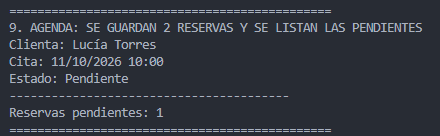 ==============================================
9. AGENDA: SE GUARDAN 2 RESERVAS Y SE LISTAN LAS PENDIENTES
Clienta: Lucía Torres
Cita: 11/10/2026 10:00
Estado: Pendiente
----------------------------------------
Reservas pendientes: 1
==============================================